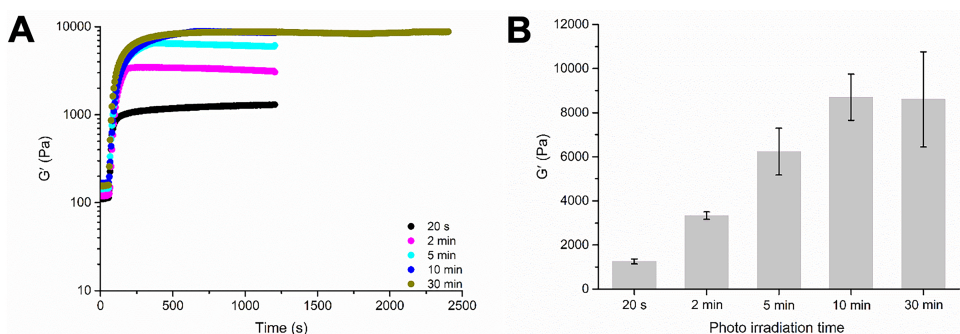 A
G′ (Pa)
10000
1000
100
10
20 s
2 min
5 min
10 min
30 min
0 500 1000 1500 2000 2500
Time (s)
B
G′ (Pa)
12000
10000
8000
6000
4000
2000
0
20 s 2 min 5 min 10 min 30 min
Photo irradiation time